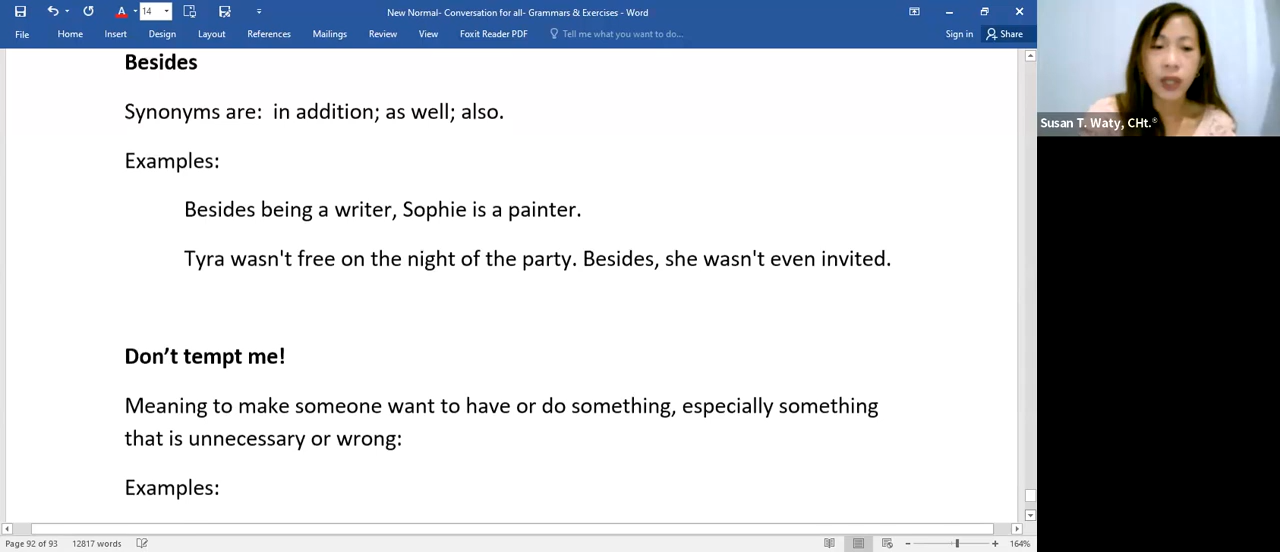 14
New Normal- Conversation for all- Grammars & Exercises - Word
File Home Insert Design Layout References Mailings Review View Foxit Reader PDF Tell me what you want to do... Sign in Share
Besides
Synonyms are: in addition; as well; also.
Examples:
Besides being a writer, Sophie is a painter.
Tyra wasn't free on the night of the party. Besides, she wasn't even invited.
Don't tempt me!
Meaning to make someone want to have or do something, especially something
that is unnecessary or wrong:
Examples:
Page 92 of 93 12817 words 164%
Susan T. Waty, CHt.®